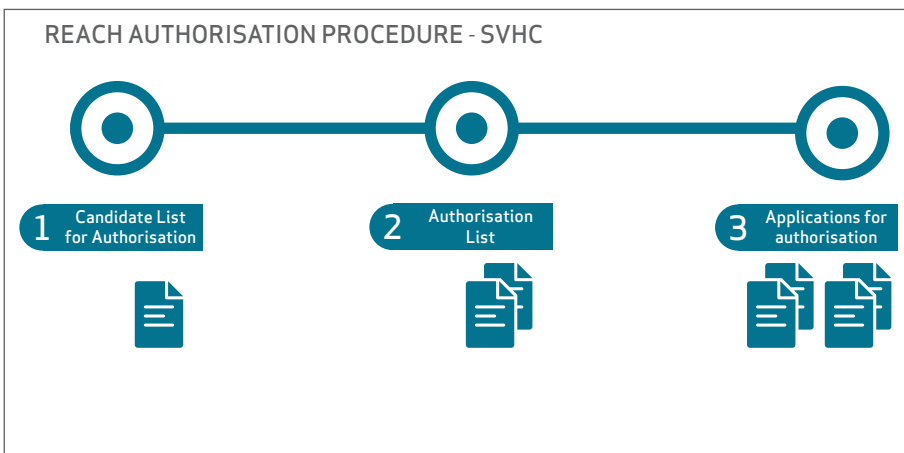 REACH AUTHORISATION PROCEDURE - SVHC
1
Candidate List
for Authorisation
2
Authorisation
List
3
Applications for
authorisation